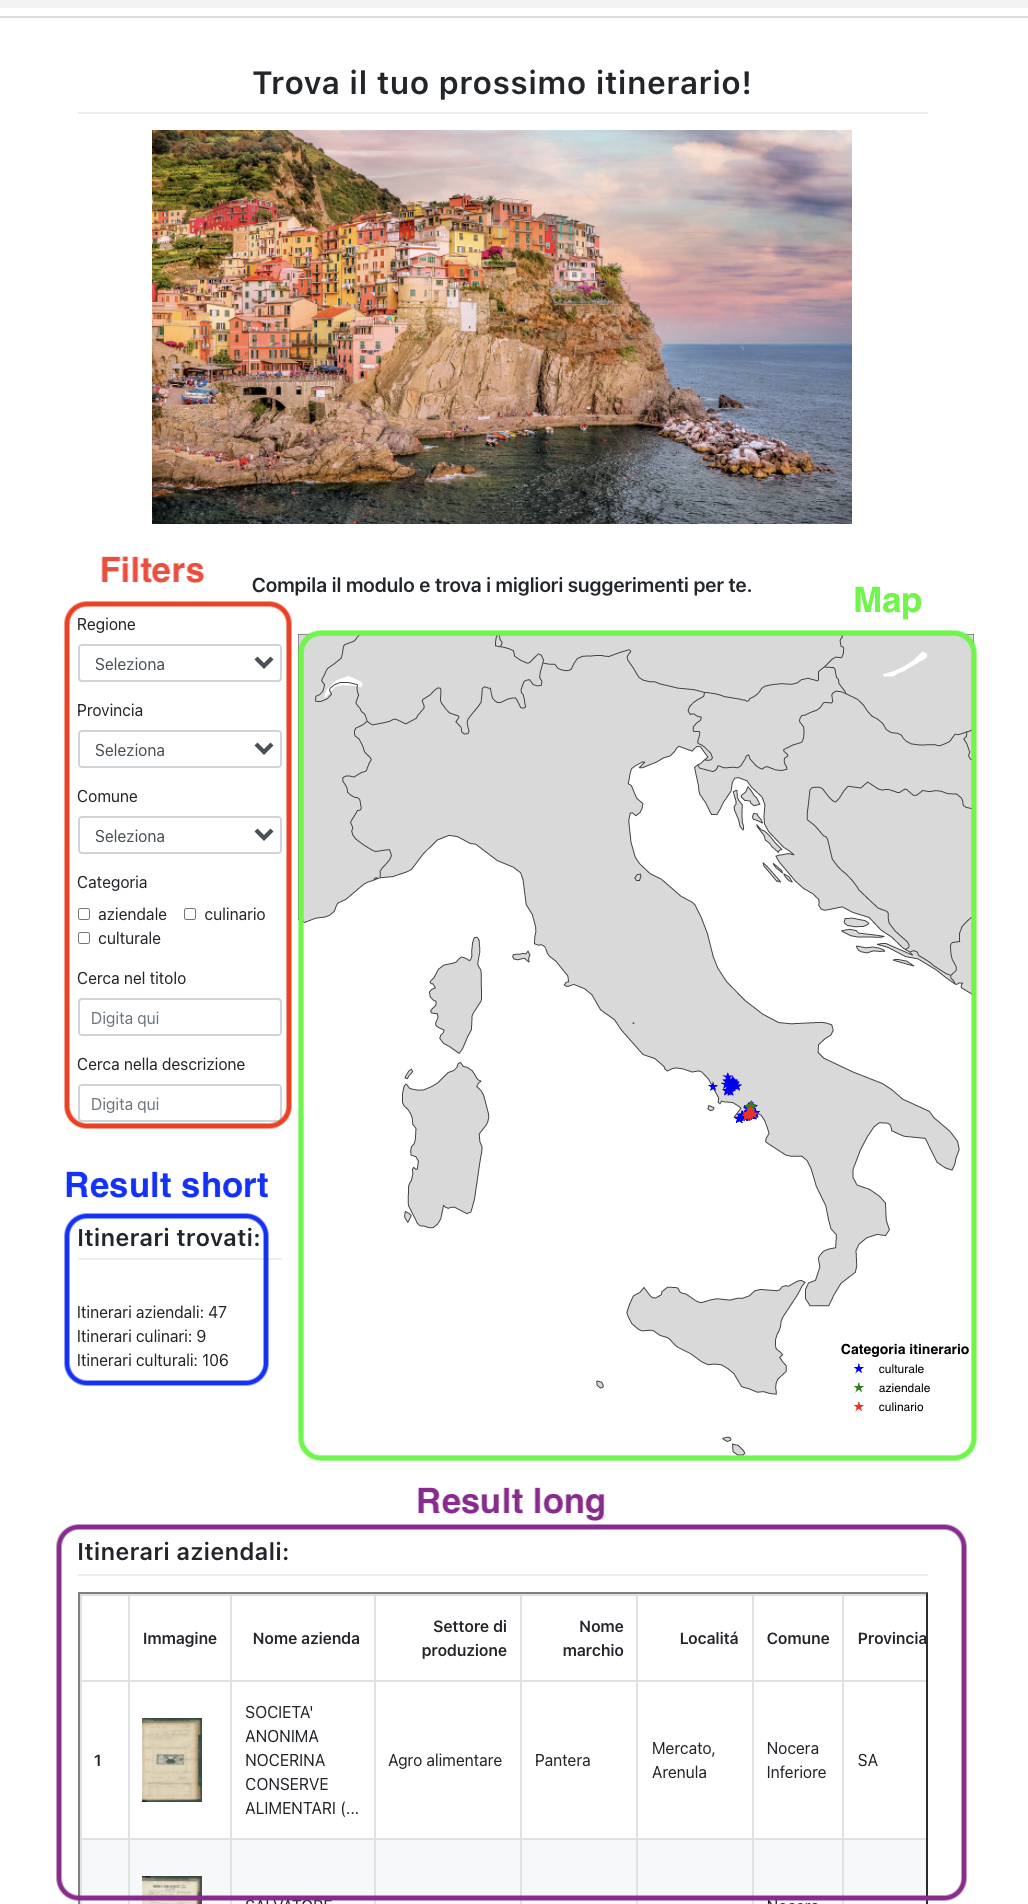 Trova il tuo prossimo itinerario!
Filters
Compila il modulo e trova i migliori suggerimenti per te.
Map
Regione
Seleziona
Provincia
Seleziona
Comune
Seleziona
Categoria
aziendale culinario
culturale
Cerca nel titolo
Digita qui
Cerca nella descrizione
Digita qui
Result short
Itinerari trovati:
Itinerari aziendali: 47
Itinerari culinari: 9
Itinerari culturali: 106
Categoria itinerario
culturale
aziendale
culinario
Result long
Itinerari aziendali:
Immagine
Nome azienda
Settore di
produzione
Nome
marchio
Localitá
Comune
Provincia
1
SOCIETA'
ANONIMA
NOCERINA
CONSERVE
ALIMENTARI (...
Agro alimentare
Pantera
Mercato,
Arenula
Nocera
Inferiore
SA